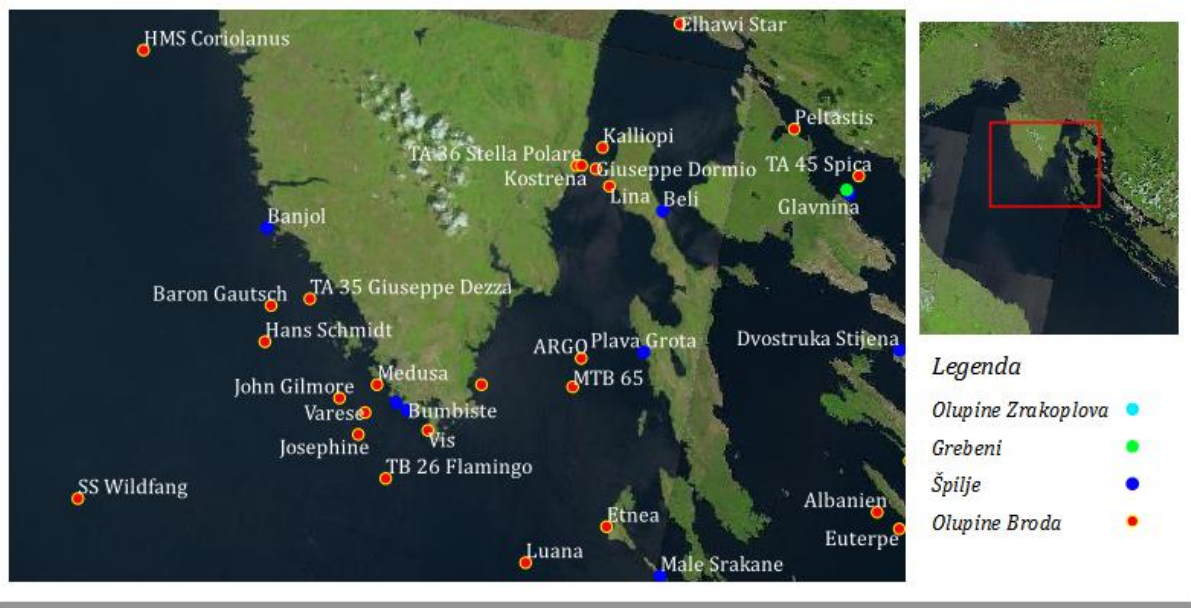 HMS Coriolanus
Elhawi Star
Peltastis
Kalliopi
TA 36 Stella Polare
Giuseppe Dormio
TA 45 Spica
Kostrena
Lina
Beli
Glavnina
Banjol
Baron Gautsch
TA 35 Giuseppe Dezza
Hans Schmidt
ARGO
Plava Grota
Dvostruka Stijena
Medusa
MTB 65
John Gilmore
Varese
Bumbiste
Vis
Josephine
TB 26 Flamingo
SS Wildfang
Albanien
Etnea
Euterpe
Luana
Male Srakane
Legenda
Olupine Zrakoplova
Grebeni
Špilje
Olupine Broda